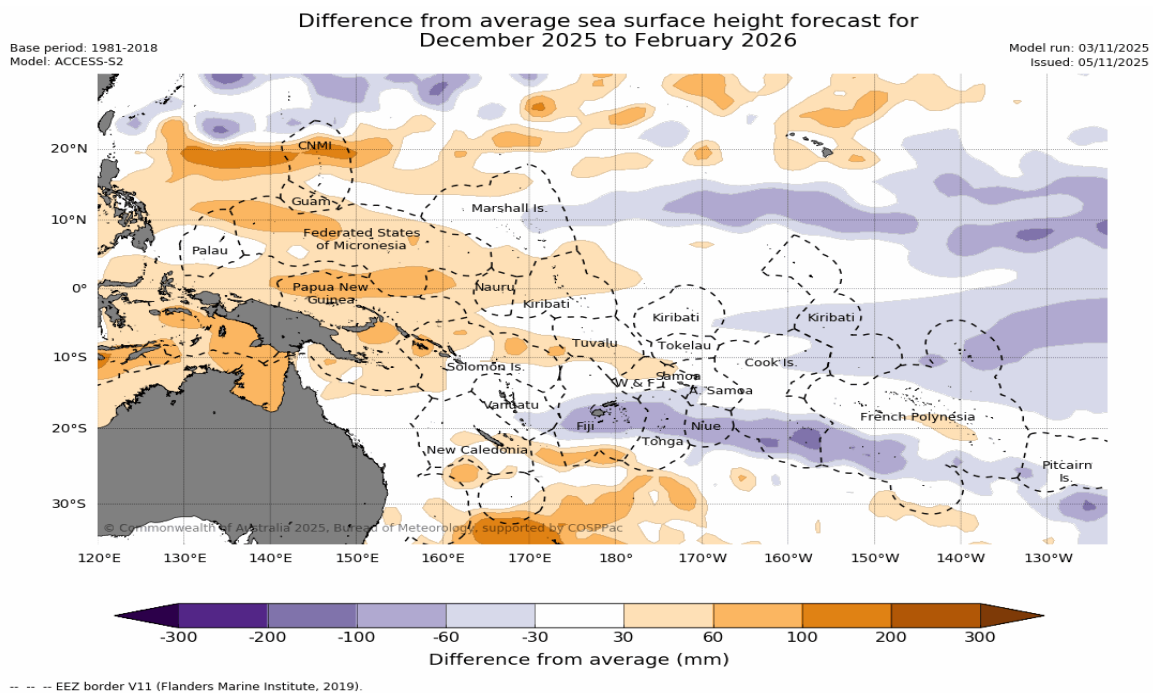 Difference from average sea surface height forecast for
December 2025 to February 2026
Base period: 1981-2018
Model: ACCESS-S2
Model run: 03/11/2025
Issued: 05/11/2025
20°N
10°N
0°
10°S
20°S
30°S
CNMI
Guam
Marshall Is.
Federated States
of Micronesia
Palau
Papua New
Guinea
Nauru
Kiribati
Kiribati
Kiribati
Tuvalu
Tokelau
Solomon Is.
Cook Is.
Samoa
W & F
A. Samoa
Vanuatu
French Polynesia
Fiji
Niue
Tonga
New Caledonia
Pitcairn
Is.
© Commonwealth of Australia 2025, Bureau of Meteorology, supported by COSPPac
120°E 130°E 140°E 150°E 160°E 170°E 180° 170°W 160°W 150°W 140°W 130°W
-300 -200 -100 -60 -30 30 60 100 200 300
Difference from average (mm)
-- -- -- EEZ border V11 (Flanders Marine Institute, 2019).